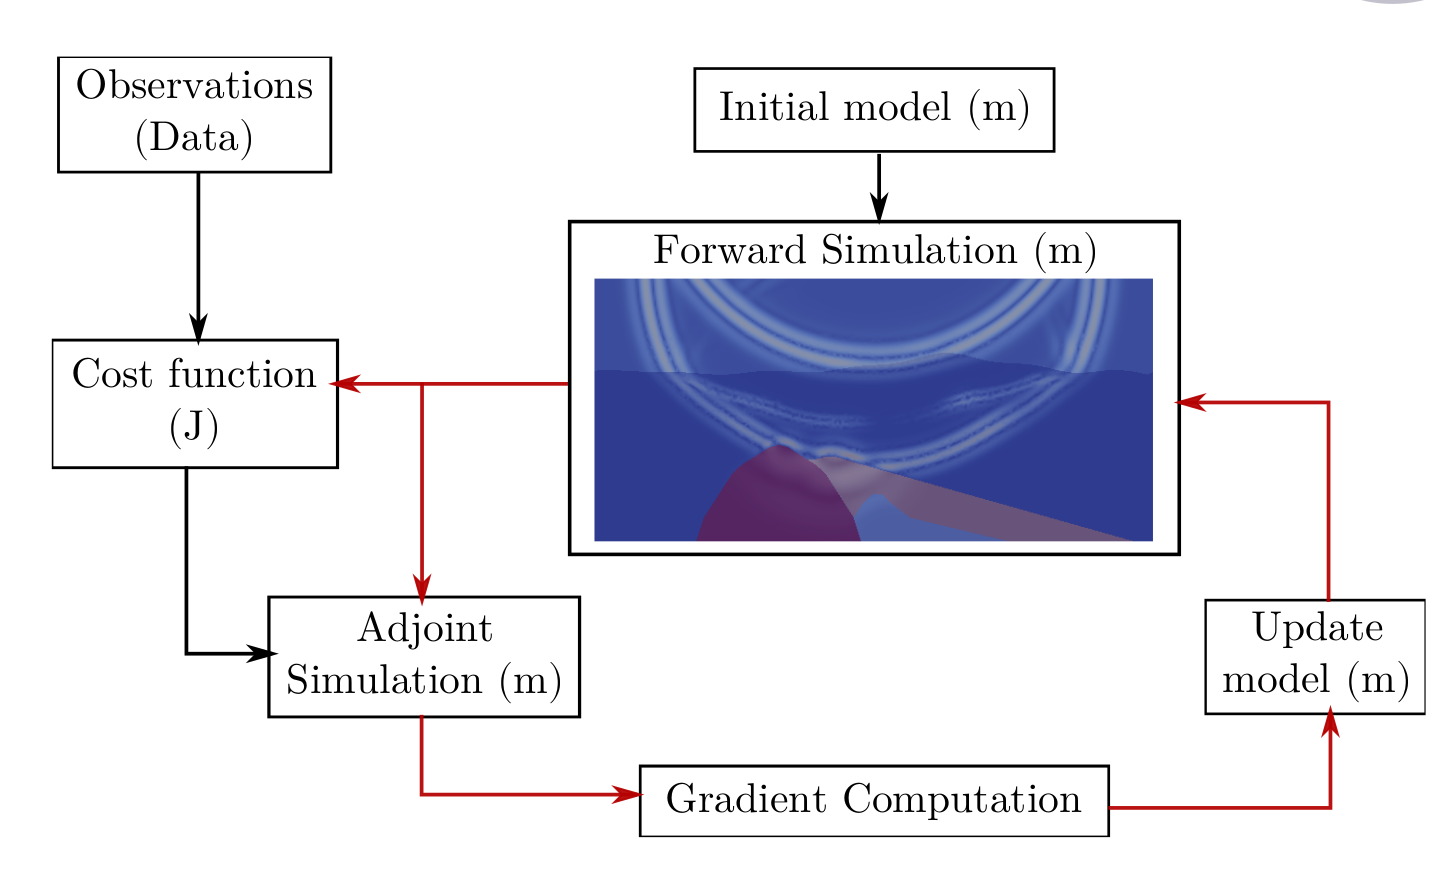 Observations
(Data)
Initial model (m)
Forward Simulation (m)
Cost function
(J)
Adjoint
Simulation (m)
Update
model (m)
Gradient Computation